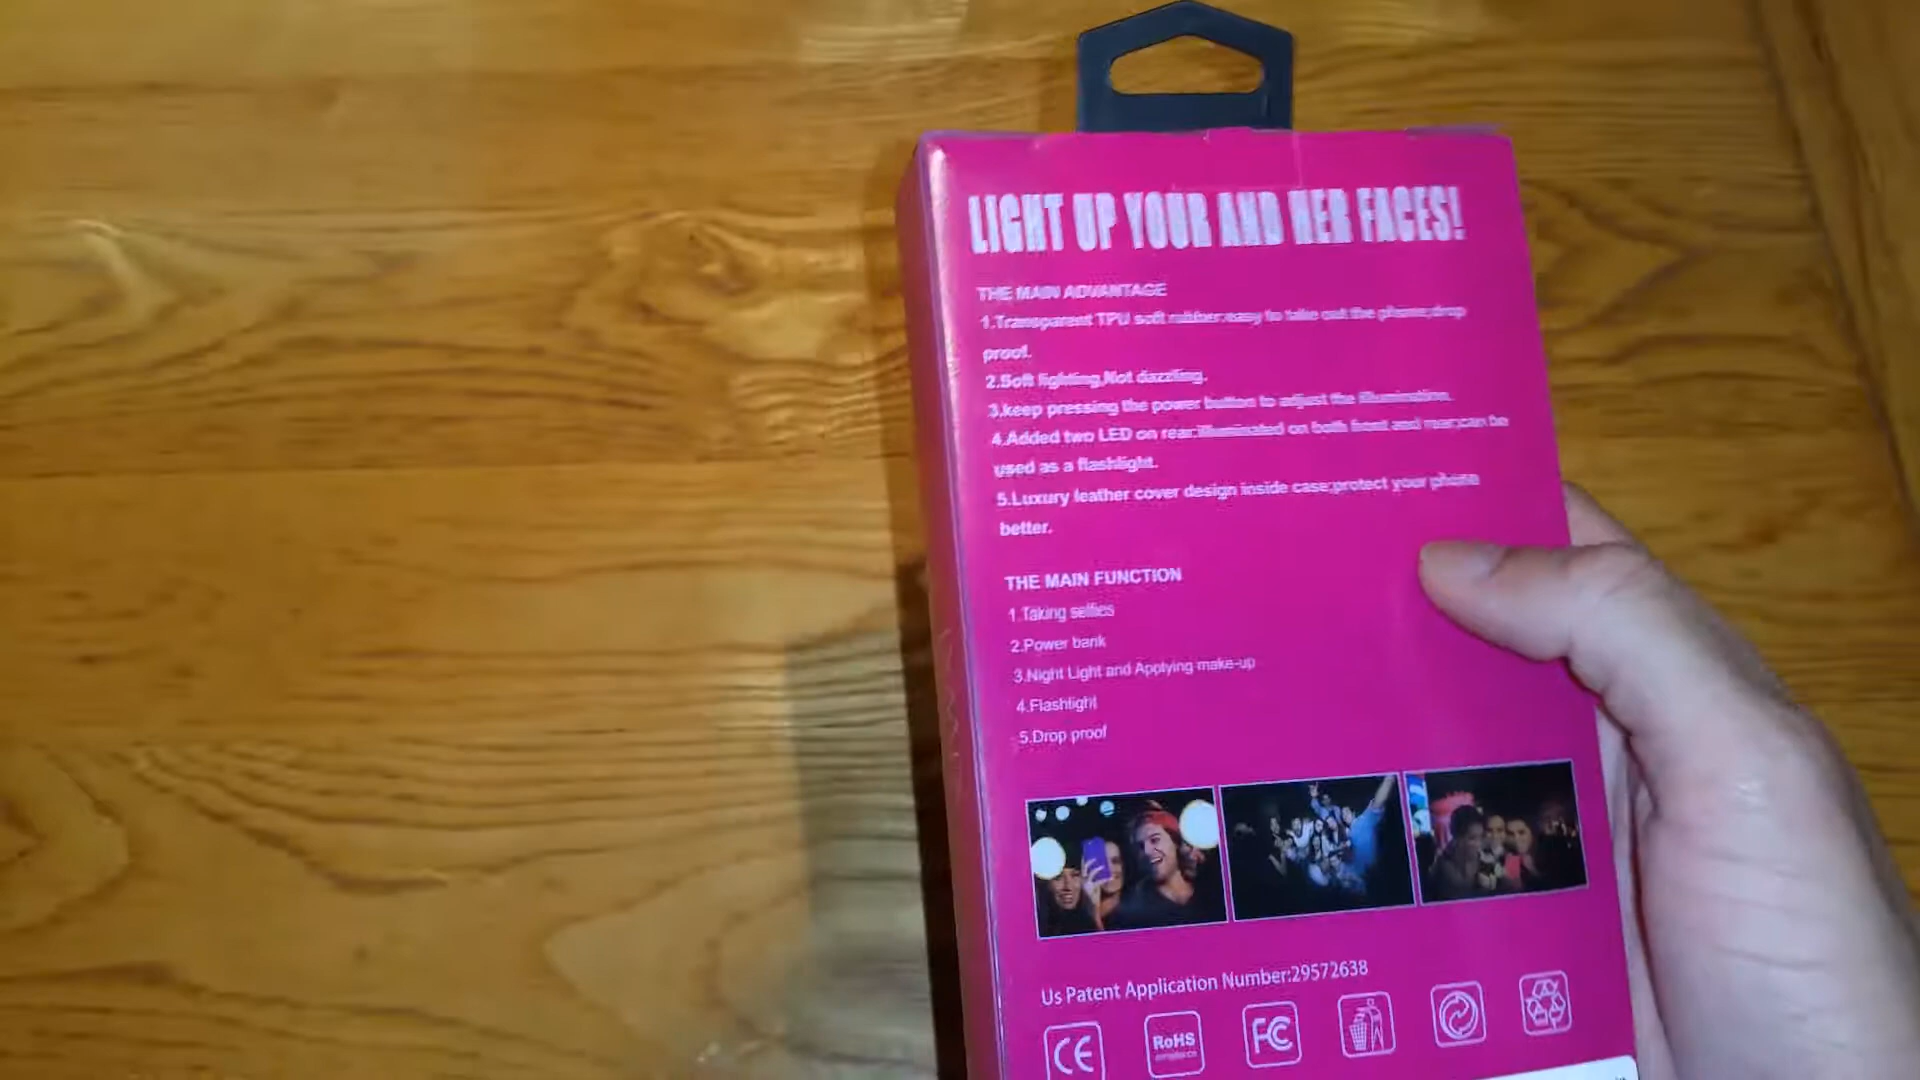 LIGHT UP YOUR AND HER FACES!
THE MAIN ADVANTAGE
1.Transparent TPU soft rubber;easy to take out the phone;drop
proof.
2.Soft lighting,Not dazzling.
3.keep pressing the power button to adjust the illumination.
4.Added two LED on rear:illuminated on both front and rear;can be
used as a flashlight.
5.Luxury leather cover design inside case;protect your phone
better.
THE MAIN FUNCTION
1.Taking selfies
2.Power bank
3.Night Light and Applying make-up
4.Flashlight
5.Drop proof
Us Patent Application Number:29572638
CE
RoHS
compliance
FC